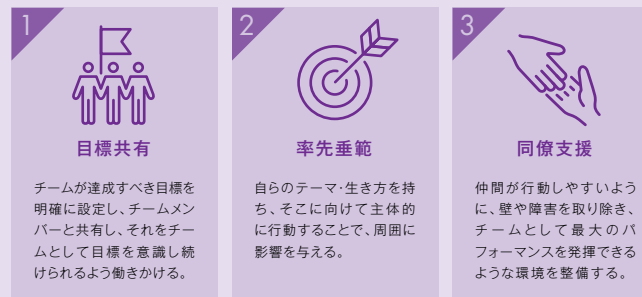 1
目標共有
チームが達成すべき目標を
明確に設定し、チームメン
バーと共有し、それをチー
ムとして目標を意識し続
けられるよう働きかける。
2
率先垂範
自らのテーマ・生き方を持
ち、そこに向けて主体的
に行動することで、周囲に
影響を与える。
3
同僚支援
仲間が行動しやすいよう
に、壁や障害を取り除き、
チームとして最大のパ
フォーマンスを発揮できる
ような環境を整備する。